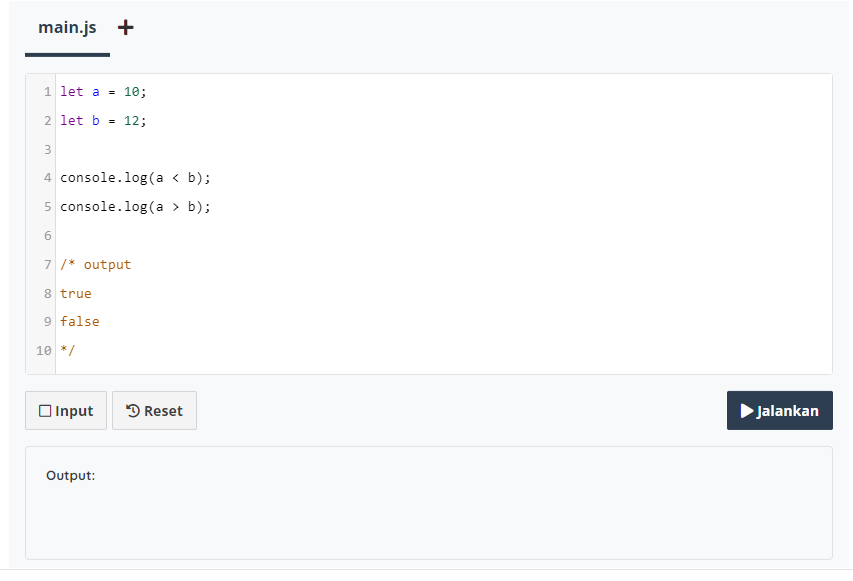 main.js +
1 let a = 10;
2 let b = 12;
3
4 console.log(a < b);
5 console.log(a > b);
6
7 /* output
8 true
9 false
10 */
Input Reset Jalankan
Output: